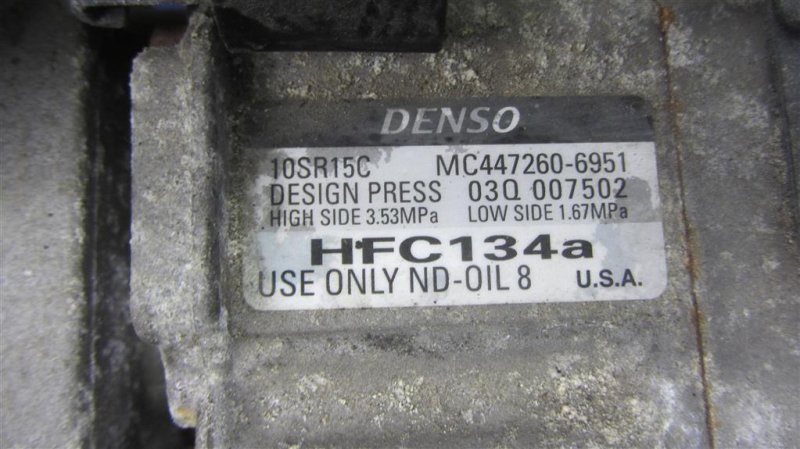 DENSO
10SR15C MC447260-6951
DESIGN PRESS 03Q 007502
HIGH SIDE 3.53MPa LOW SIDE 1.67MPa
HFC134a
USE ONLY ND-OIL 8 U.S.A.